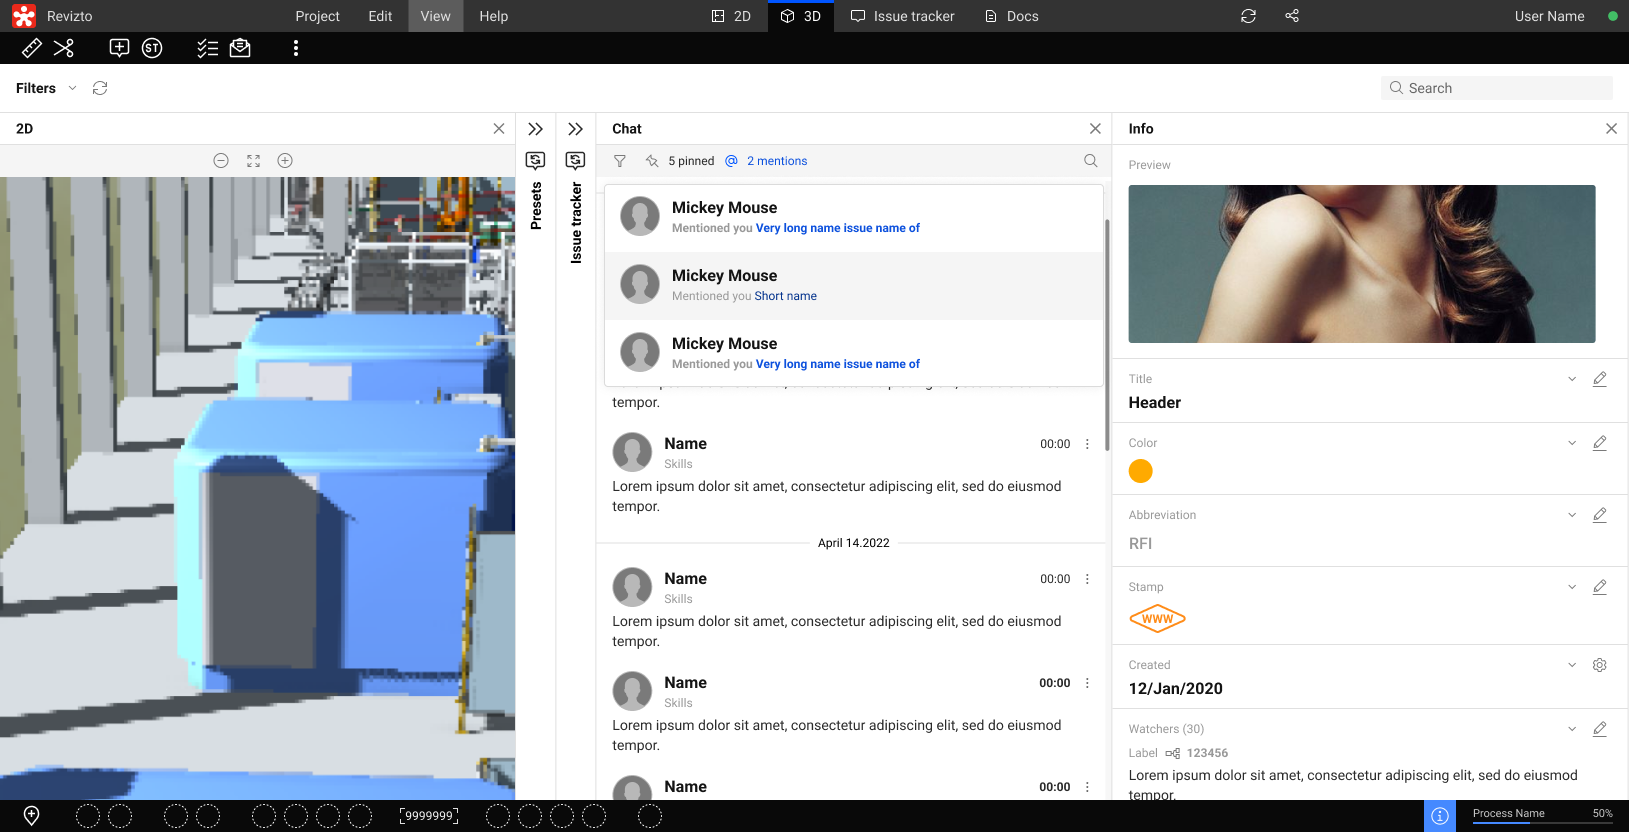 Revizto Project Edit View Help 2D 3D Issue tracker Docs User Name
ST
Filters Search
2D
Presets
Issue tracker
Chat
5 pinned @ 2 mentions
Mickey Mouse
Mentioned you Very long name issue name of
Mickey Mouse
Mentioned you Short name
Mickey Mouse
Mentioned you Very long name issue name of
tempor.
Name 00:00
Skills
Lorem ipsum dolor sit amet, consectetur adipiscing elit, sed do eiusmod
tempor.
April 14.2022
Name 00:00
Skills
Lorem ipsum dolor sit amet, consectetur adipiscing elit, sed do eiusmod
tempor.
Name 00:00
Skills
Lorem ipsum dolor sit amet, consectetur adipiscing elit, sed do eiusmod
tempor.
Name 00:00
Info
Preview
Title
Header
Color
Abbreviation
RFI
Stamp
WWW
Created
12/Jan/2020
Watchers (30)
Label 123456
Lorem ipsum dolor sit amet, consectetur adipiscing elit, sed do eiusmod
tempor.
[9999999] Process Name 50%